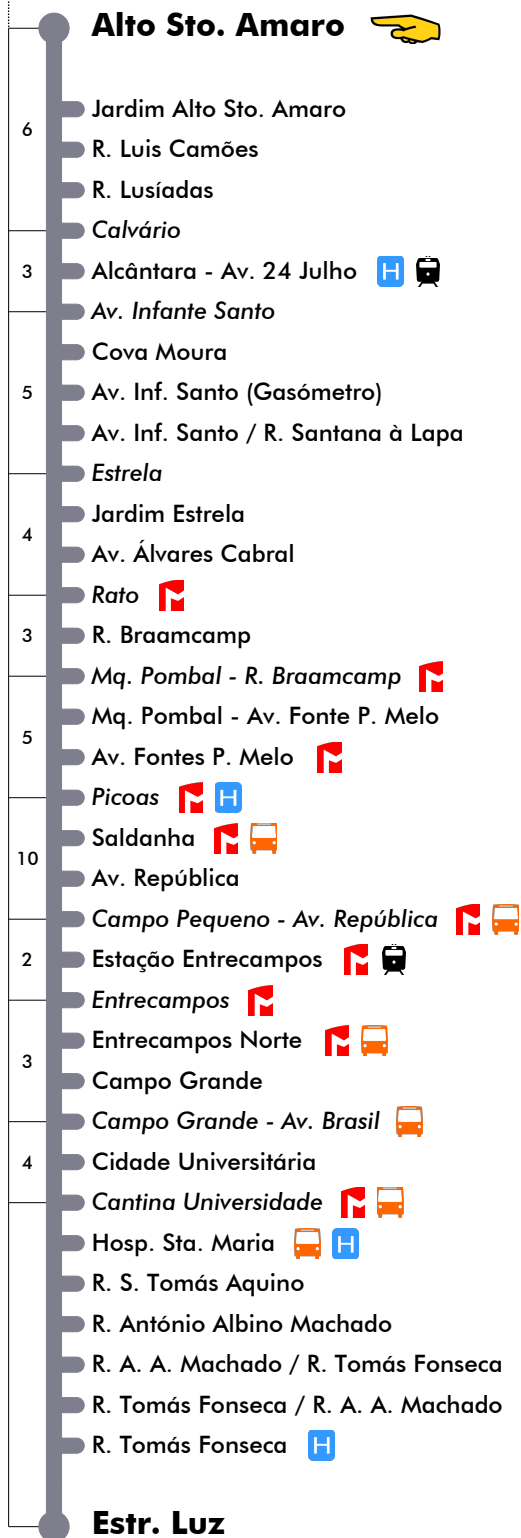 Alto Sto. Amaro
6
Jardim Alto Sto. Amaro
R. Luis Camões
R. Lusíadas
Calvário
3
Alcântara - Av. 24 Julho H
Av. Infante Santo
5
Cova Moura
Av. Inf. Santo (Gasómetro)
Av. Inf. Santo / R. Santana à Lapa
Estrela
4
Jardim Estrela
Av. Álvares Cabral
Rato
3
R. Braamcamp
Mq. Pombal - R. Braamcamp
5
Mq. Pombal - Av. Fonte P. Melo
Av. Fontes P. Melo
Picoas H
10
Saldanha
Av. República
Campo Pequeno - Av. República
2
Estação Entrecampos
Entrecampos
3
Entrecampos Norte
Campo Grande
Campo Grande - Av. Brasil
4
Cidade Universitária
Cantina Universidade
Hosp. Sta. Maria H
R. S. Tomás Aquino
R. António Albino Machado
R. A. A. Machado / R. Tomás Fonseca
R. Tomás Fonseca / R. A. A. Machado
R. Tomás Fonseca H
Estr. Luz